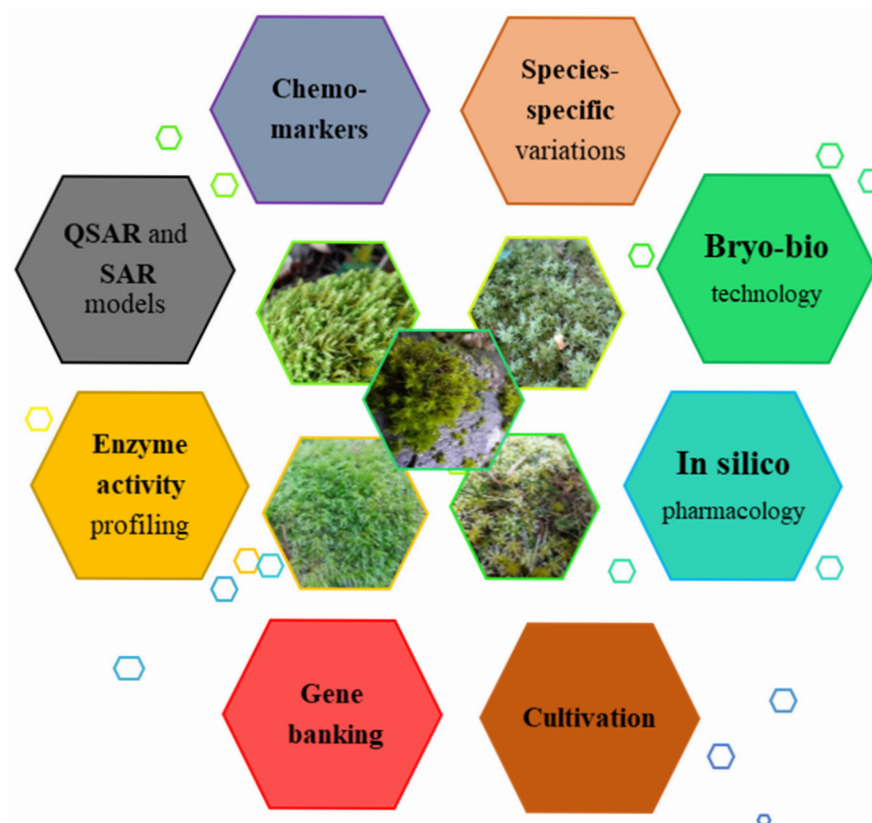 Chemo-
markers
Species-
specific
variations
QSAR and
SAR
models
Bryo-bio
technology
Enzyme
activity
profiling
In silico
pharmacology
Gene
banking
Cultivation